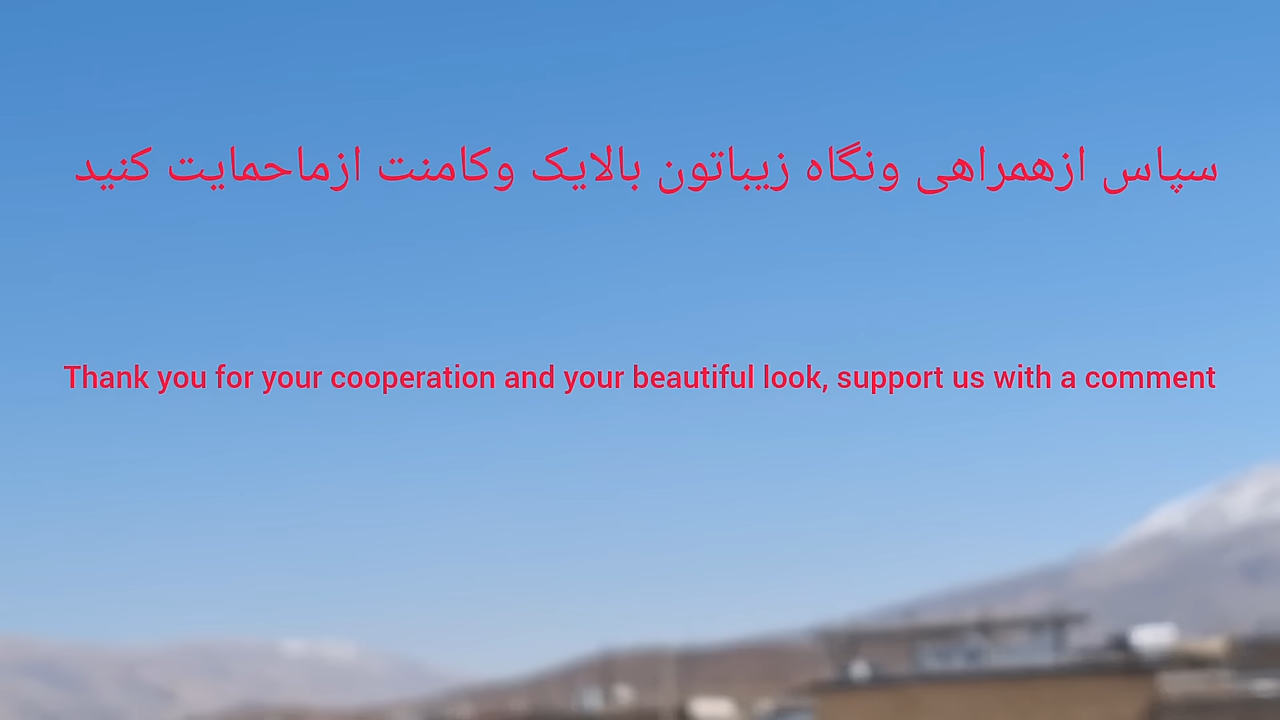 سپاس ازهمراهی ونگاه زیباتون بالایک وکامنت ازماحمایت کنید
Thank you for your cooperation and your beautiful look, support us with a comment